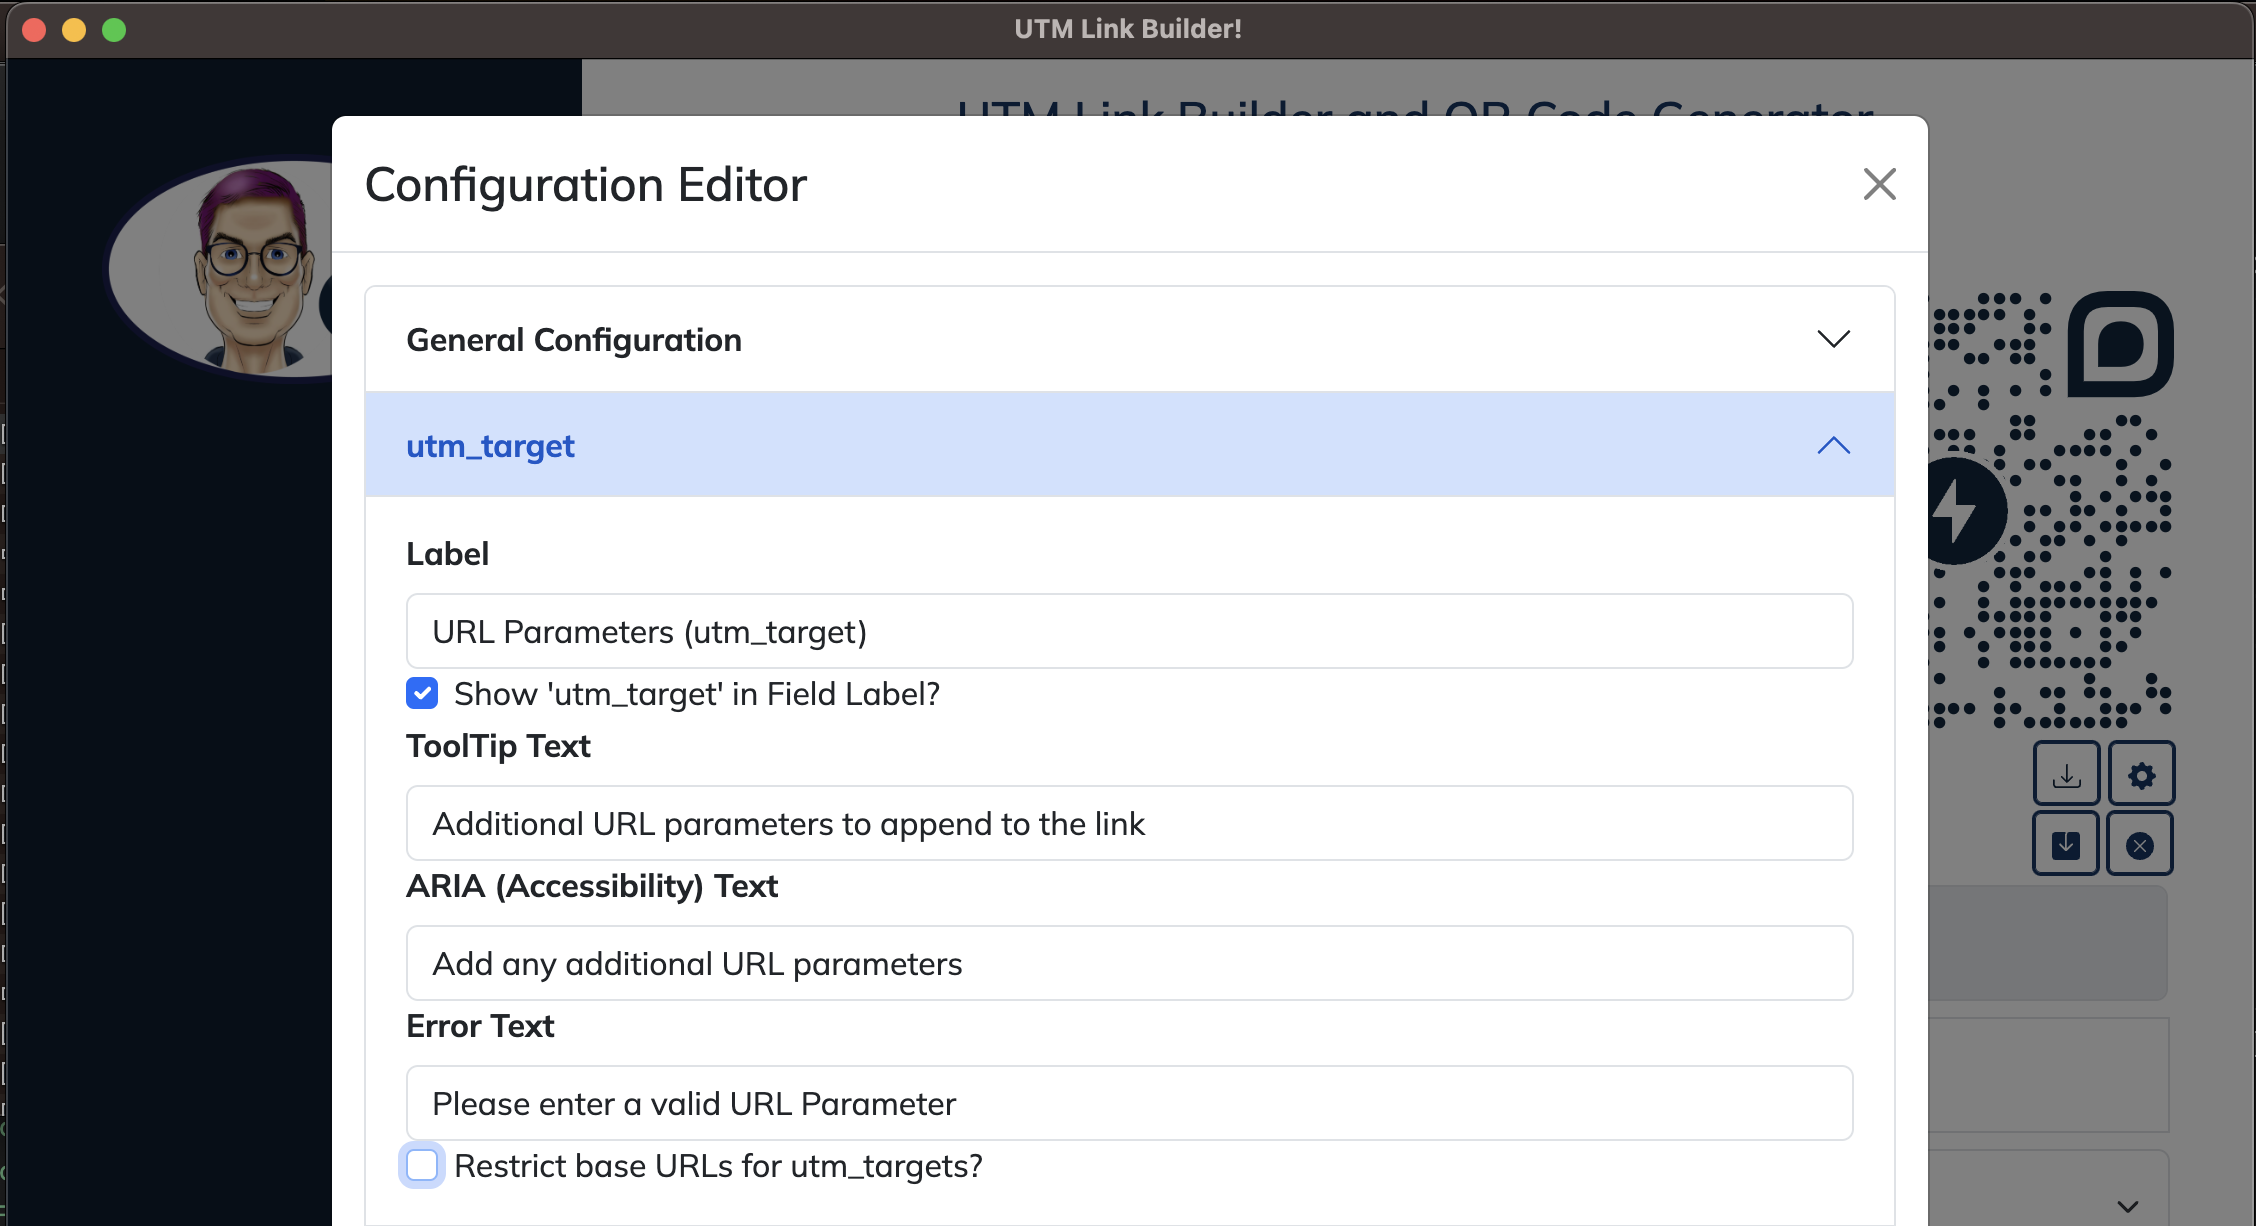 UTM Link Builder!
UTM Link Builder and QR Code Generator
Configuration Editor
General Configuration
utm_target
Label
URL Parameters (utm_target)
Show 'utm_target' in Field Label?
ToolTip Text
Additional URL parameters to append to the link
ARIA (Accessibility) Text
Add any additional URL parameters
Error Text
Please enter a valid URL Parameter
Restrict base URLs for utm_targets?